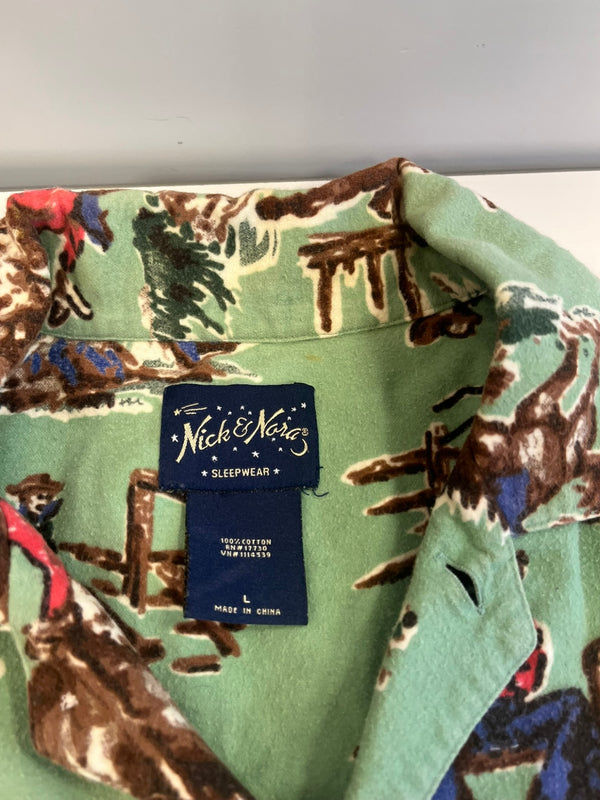 Nick & Nora®
★ SLEEPWEAR ★
100% COTTON
RN# 17730
VN# 1114539
L
MADE IN CHINA